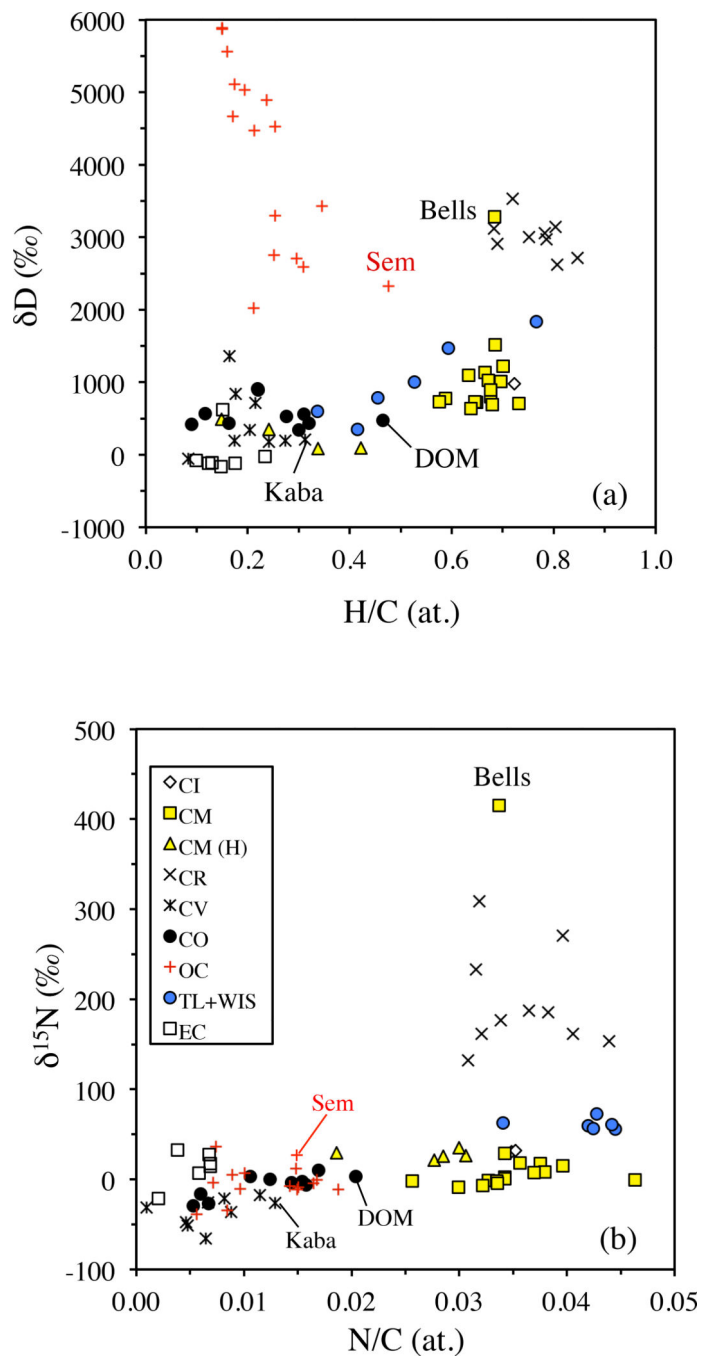 6000
5000
4000
3000
2000
1000
0
-1000
δD (‰)
Bells
Sem
DOM
Kaba
(a)
0.0 0.2 0.4 0.6 0.8 1.0
H/C (at.)
500
400
300
200
100
0
-100
δ¹⁵N (‰)
Bells
CI
CM
CM (H)
CR
CV
CO
OC
TL+WIS
EC
Sem
DOM
Kaba
(b)
0.00 0.01 0.02 0.03 0.04 0.05
N/C (at.)